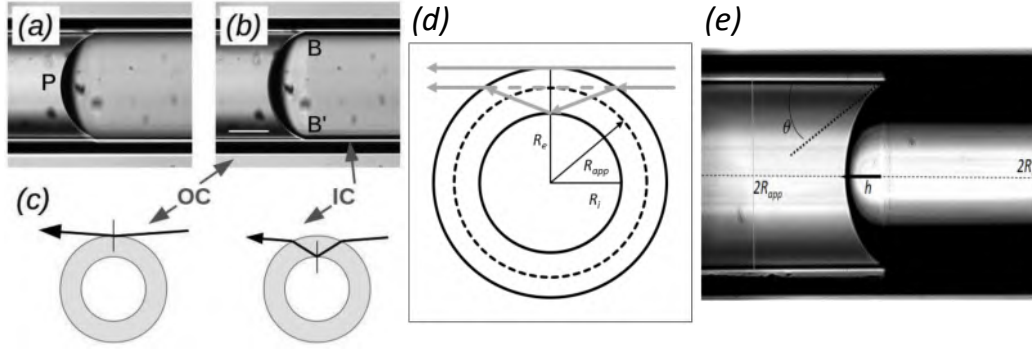 (a)
(b)
(d)
(e)
P
B
B'
OC
IC
(c)
R_e
R_app
R_i
θ
2R_app
h
2R